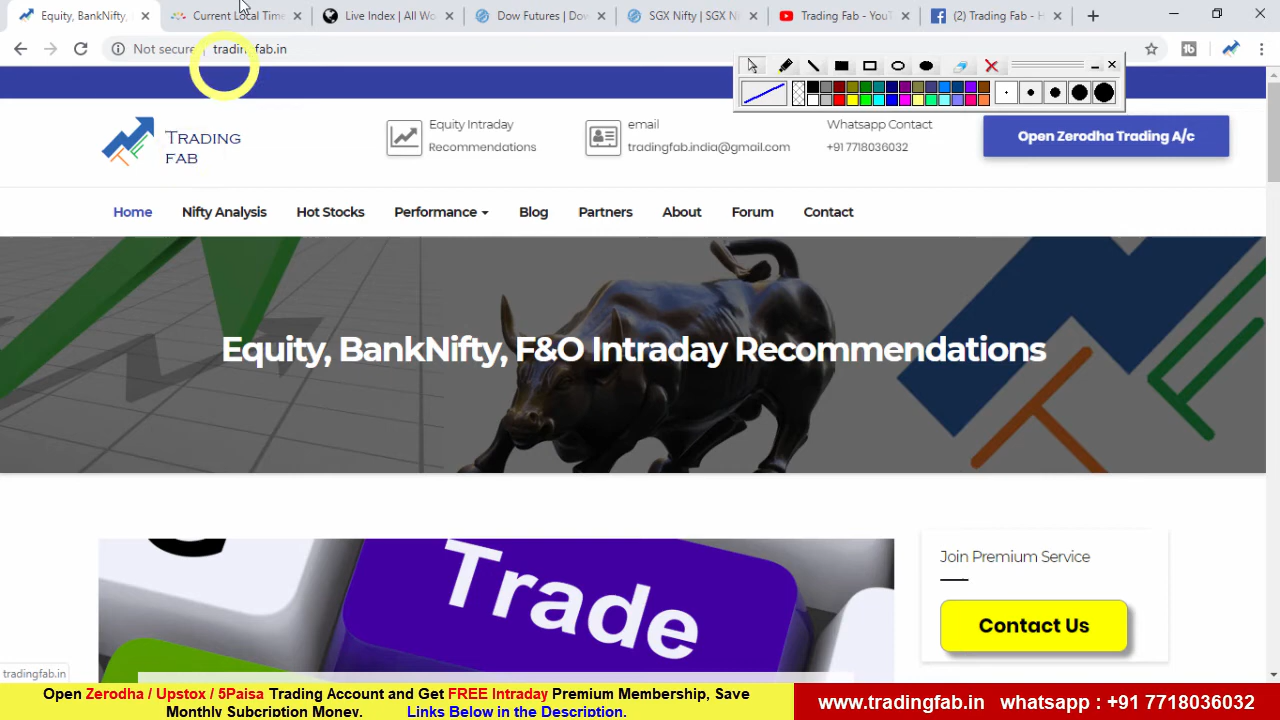 Equity, BankNifty,
Current Local Time
Live Index | All Wo
Dow Futures | Dow
SGX Nifty | SGX N
Trading Fab - YouT
(2) Trading Fab - H
Not secure | tradingfab.in
TRADING
FAB
Equity Intraday
Recommendations
email
tradingfab.india@gmail.com
Whatsapp Contact
+91 7718036032
Open Zerodha Trading A/c
Home
Nifty Analysis
Hot Stocks
Performance
Blog
Partners
About
Forum
Contact
Equity, BankNifty, F&O Intraday Recommendations
Trade
Join Premium Service
Contact Us
tradingfab.in
Open Zerodha / Upstox / 5Paisa Trading Account and Get FREE Intraday Premium Membership, Save
Monthly Subcription Money. Links Below in the Description.
www.tradingfab.in whatsapp : +91 7718036032